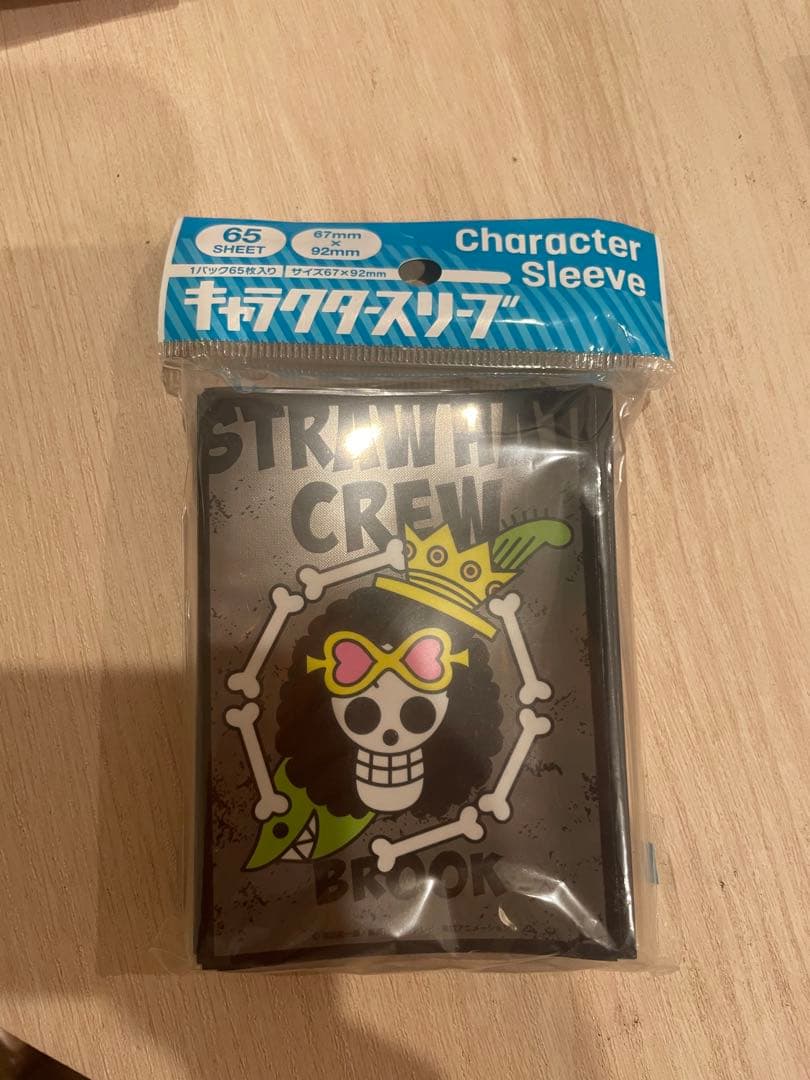 65
SHEET
67mm
×
92mm
Character
Sleeve
1パック65枚入り
サイズ67×92mm
キャラクタースリーブ
STRAW HAT
CREW
BROOK